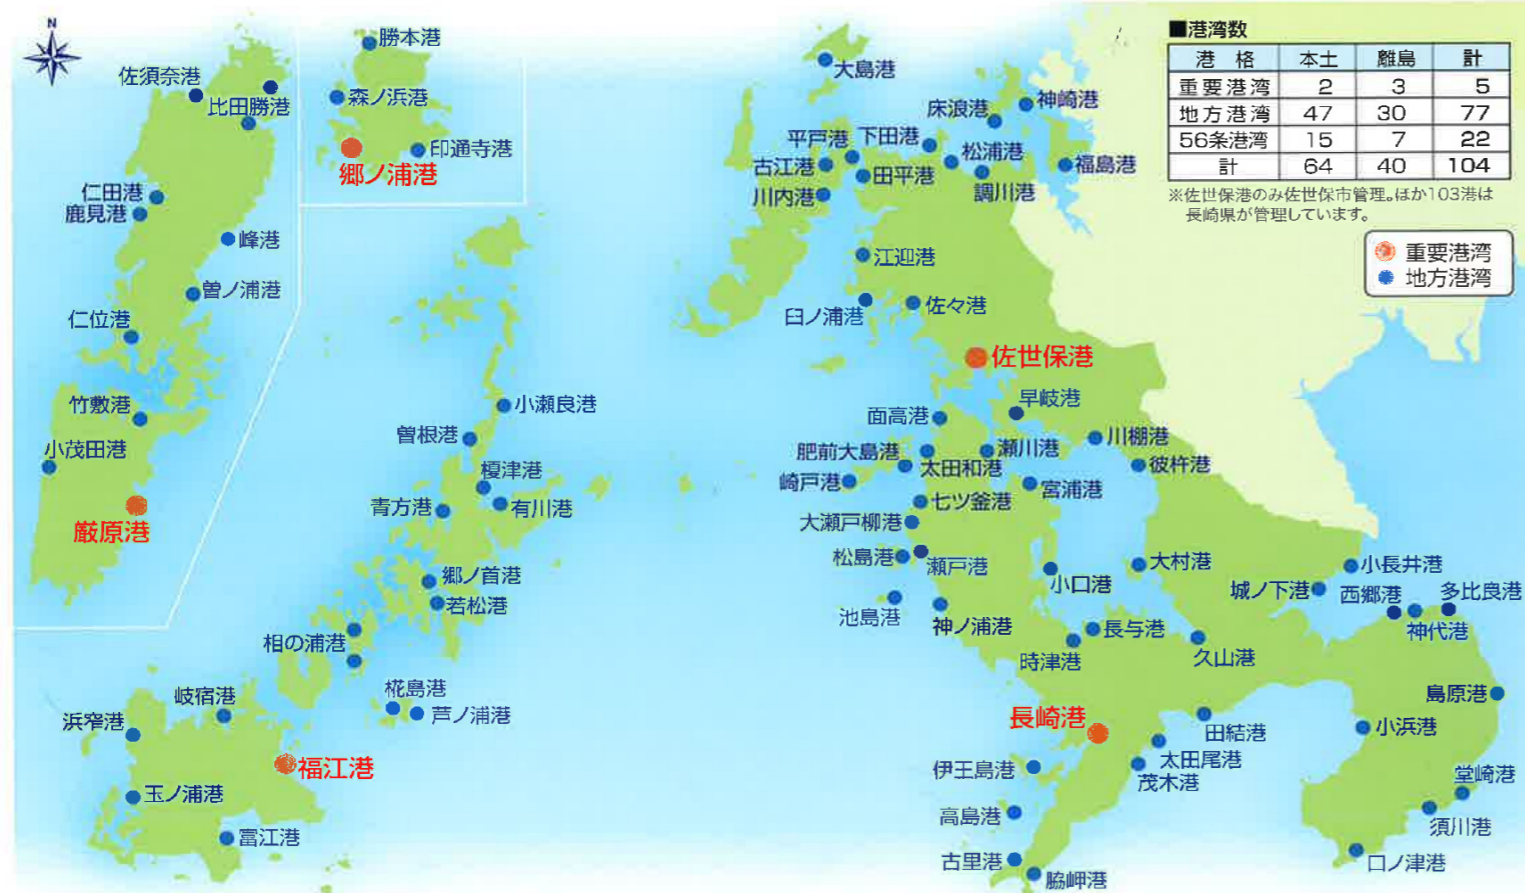 N
勝本港
佐須奈港
比田勝港
森ノ浜港
印通寺港
郷ノ浦港
仁田港
鹿見港
峰港
曽ノ浦港
仁位港
竹敷港
小茂田港
厳原港
大島港
神崎港
床浪港
平戸港
下田港
松浦港
古江港
田平港
調川港
福島港
川内港
江迎港
臼ノ浦港
佐々港
佐世保港
■港湾数
港 格 本土 離島 計
重要港湾 2 3 5
地方港湾 47 30 77
56条港湾 15 7 22
計 64 40 104
※佐世保港のみ佐世保市管理。ほか103港は
長崎県が管理しています。
重要港湾
地方港湾
小瀬良港
曽根港
榎津港
青方港
有川港
郷ノ首港
若松港
相の浦港
椛島港
芦ノ浦港
岐宿港
浜窄港
福江港
玉ノ浦港
富江港
早岐港
面高港
川棚港
肥前大島港
太田和港
瀬川港
彼杵港
崎戸港
宮浦港
七ツ釜港
大瀬戸柳港
松島港
瀬戸港
小口港
大村港
池島港
神ノ浦港
長与港
時津港
久山港
小長井港
城ノ下港
西郷港
多比良港
神代港
島原港
長崎港
田結港
小浜港
太田尾港
茂木港
伊王島港
高島港
古里港
脇岬港
堂崎港
須川港
口ノ津港